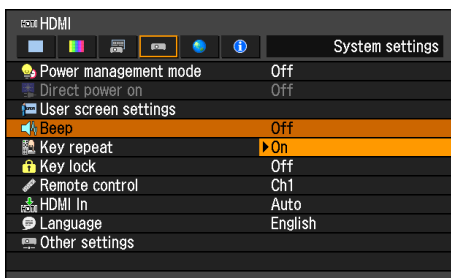 HDMI
System settings
Power management mode Off
Direct power on Off
User screen settings
Beep Off
Key repeat On
Key lock Off
Remote control Ch1
HDMI In Auto
Language English
Other settings